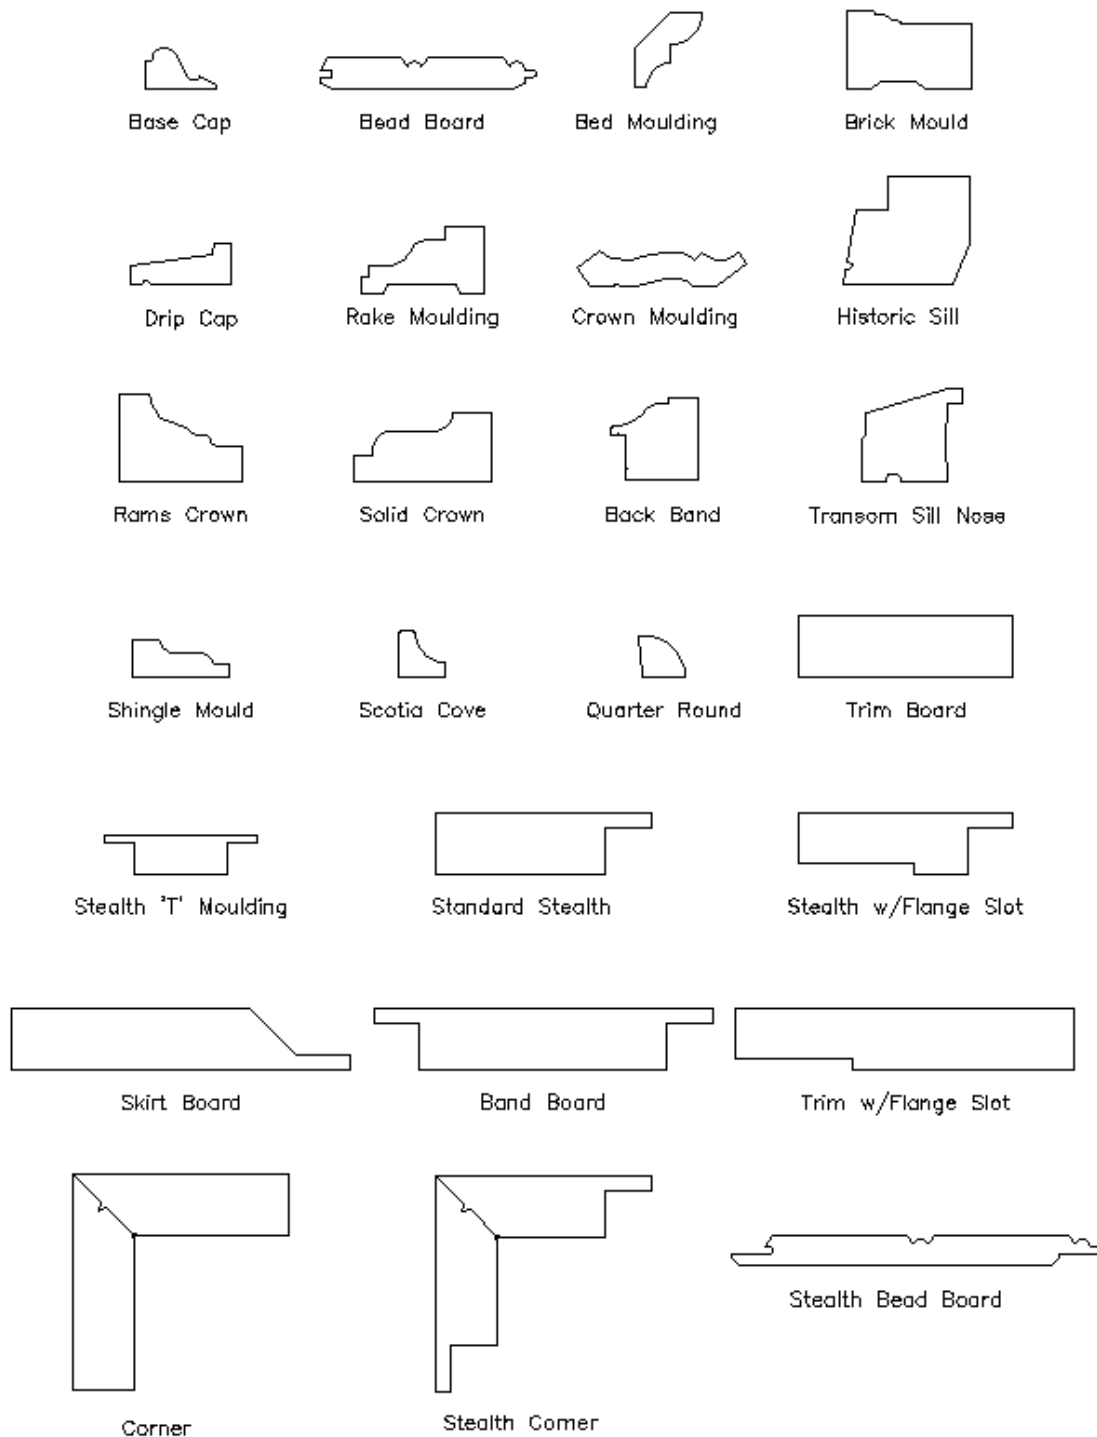 Base Cap
Bead Board
Bed Moulding
Brick Mould
Drip Cap
Rake Moulding
Crown Moulding
Historic Sill
Rams Crown
Solid Crown
Back Band
Transom Sill Nose
Shingle Mould
Scotia Cove
Quarter Round
Trim Board
Stealth 'T' Moulding
Standard Stealth
Stealth w/Flange Slot
Skirt Board
Band Board
Trim w/Flange Slot
Stealth Bead Board
Corner
Stealth Corner